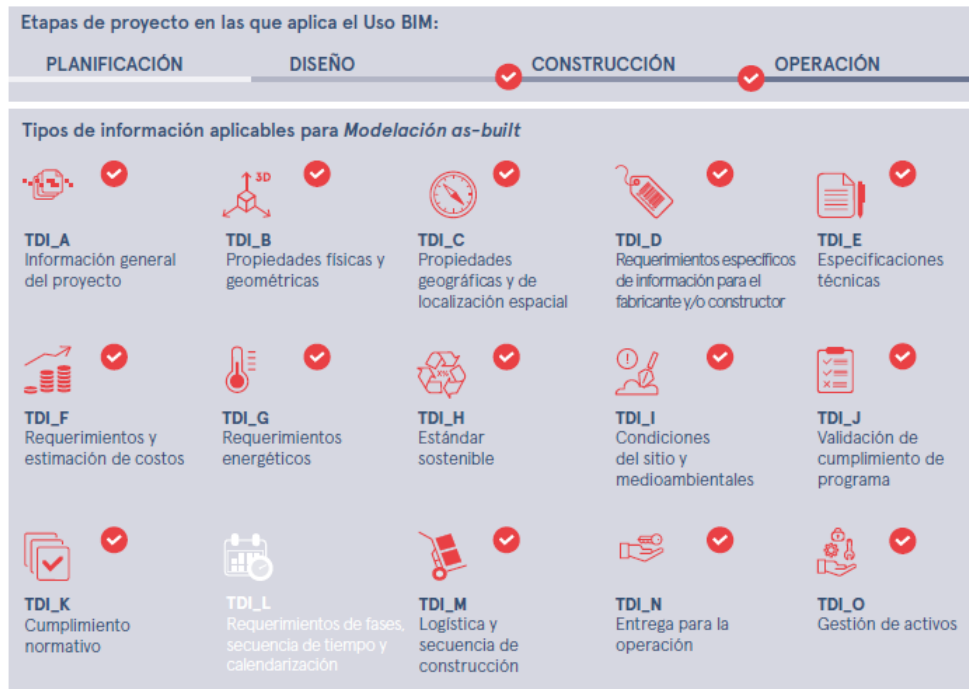 Etapas de proyecto en las que aplica el Uso BIM:
PLANIFICACIÓN DISEÑO CONSTRUCCIÓN OPERACIÓN
Tipos de información aplicables para Modelación as-built
3D
TDI_A
Información general
del proyecto
TDI_B
Propiedades físicas y
geométricas
TDI_C
Propiedades
geográficas y de
localización espacial
TDI_D
Requerimientos específicos
de información para el
fabricante y/o constructor
TDI_E
Especificaciones
técnicas
TDI_F
Requerimientos y
estimación de costos
TDI_G
Requerimientos
energéticos
X%
TDI_H
Estándar
sostenible
TDI_I
Condiciones
del sitio y
medioambientales
TDI_J
Validación de
cumplimiento de
programa
TDI_K
Cumplimiento
normativo
TDI_L
Requerimientos de fases,
secuencia de tiempo y
calendarización
TDI_M
Logística y
secuencia de
construcción
TDI_N
Entrega para la
operación
TDI_O
Gestión de activos